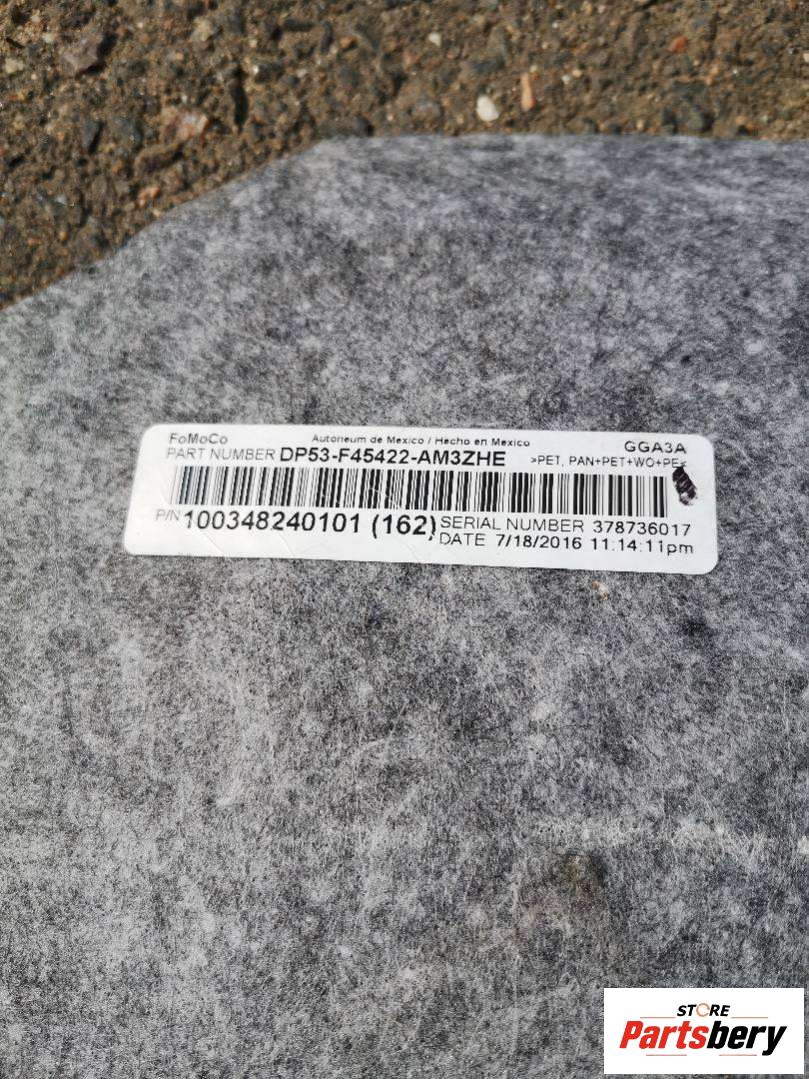 FoMoCo
Autoneum de Mexico / Hecho en Mexico
GGA3A
PART NUMBER DP53-F45422-AM3ZHE
>PET, PAN+PET+WO+PE<
P/N 100348240101 (162)
SERIAL NUMBER 378736017
DATE 7/18/2016 11:14:11pm
STORE
Partsbery